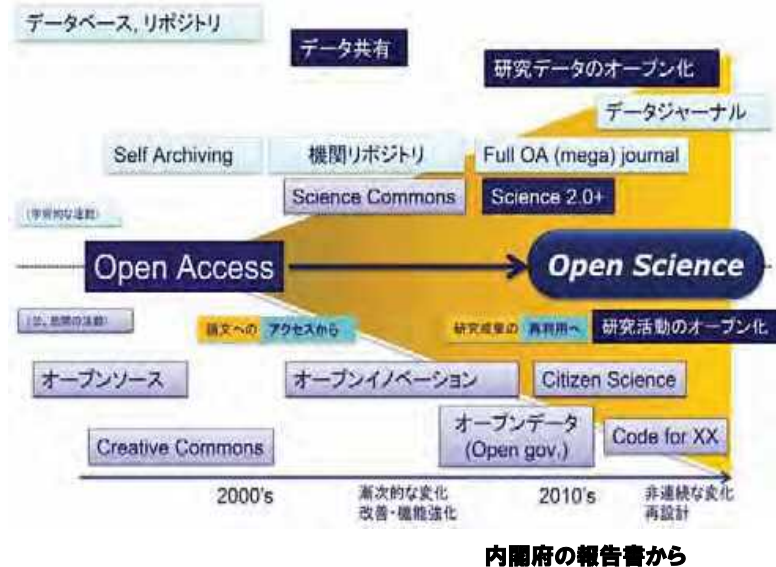 データベース, リポジトリ
データ共有
研究データのオープン化
データジャーナル
Self Archiving
機関リポジトリ
Full OA (mega) journal
Science Commons
Science 2.0+
(学術的な活動)
Open Access
Open Science
論文への アクセスから
研究成果の 再利用へ
研究活動のオープン化
オープンソース
オープンイノベーション
Citizen Science
オープンデータ
(Open gov.)
Code for XX
Creative Commons
2000's
漸次的な変化
改善・機能強化
2010's
非連続な変化
再設計
内閣府の報告書から